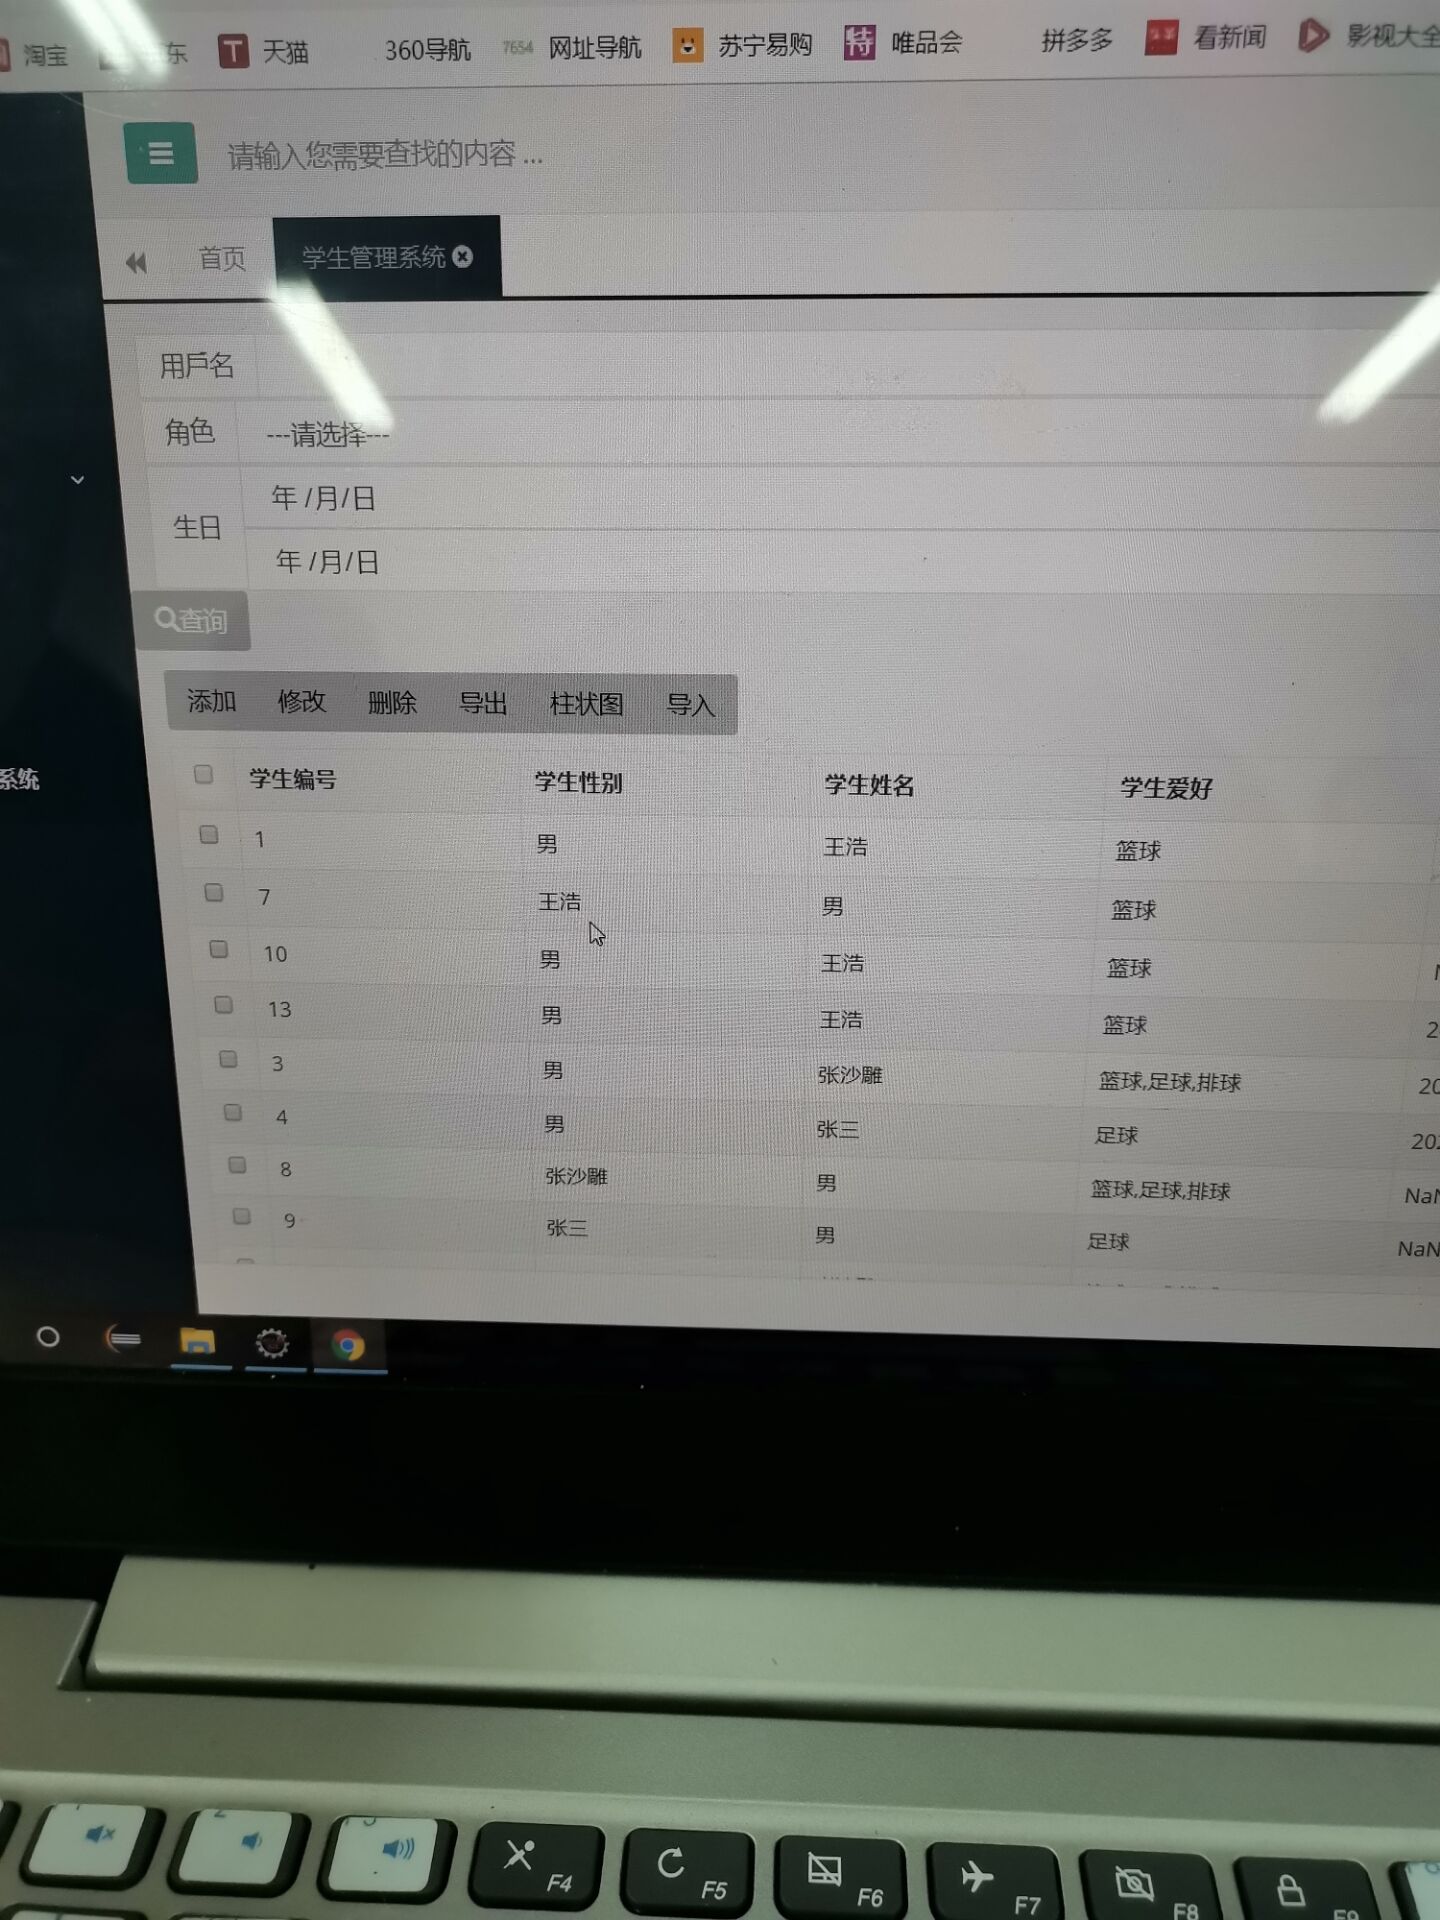 淘宝 东 天猫 360导航 7654 网址导航 苏宁易购 特 唯品会 拼多多 看新闻 影视大全
请输入您需要查找的内容 ...
首页 学生管理系统
用戶名
角色 ---请选择---
年 /月/日
生日
年 /月/日
查询
添加 修改 删除 导出 柱状图 导入
系统
学生编号 学生性别 学生姓名 学生爱好
1 男 王浩 篮球
7 王浩 男 篮球
10 男 王浩 篮球
13 男 王浩 篮球 2
3 男 张沙雕 篮球,足球,排球 20
4 男 张三 足球 202
8 张沙雕 男 篮球,足球,排球 NaN
9 张三 男 足球 NaN
F4 F5 F6 F7 F8 F9